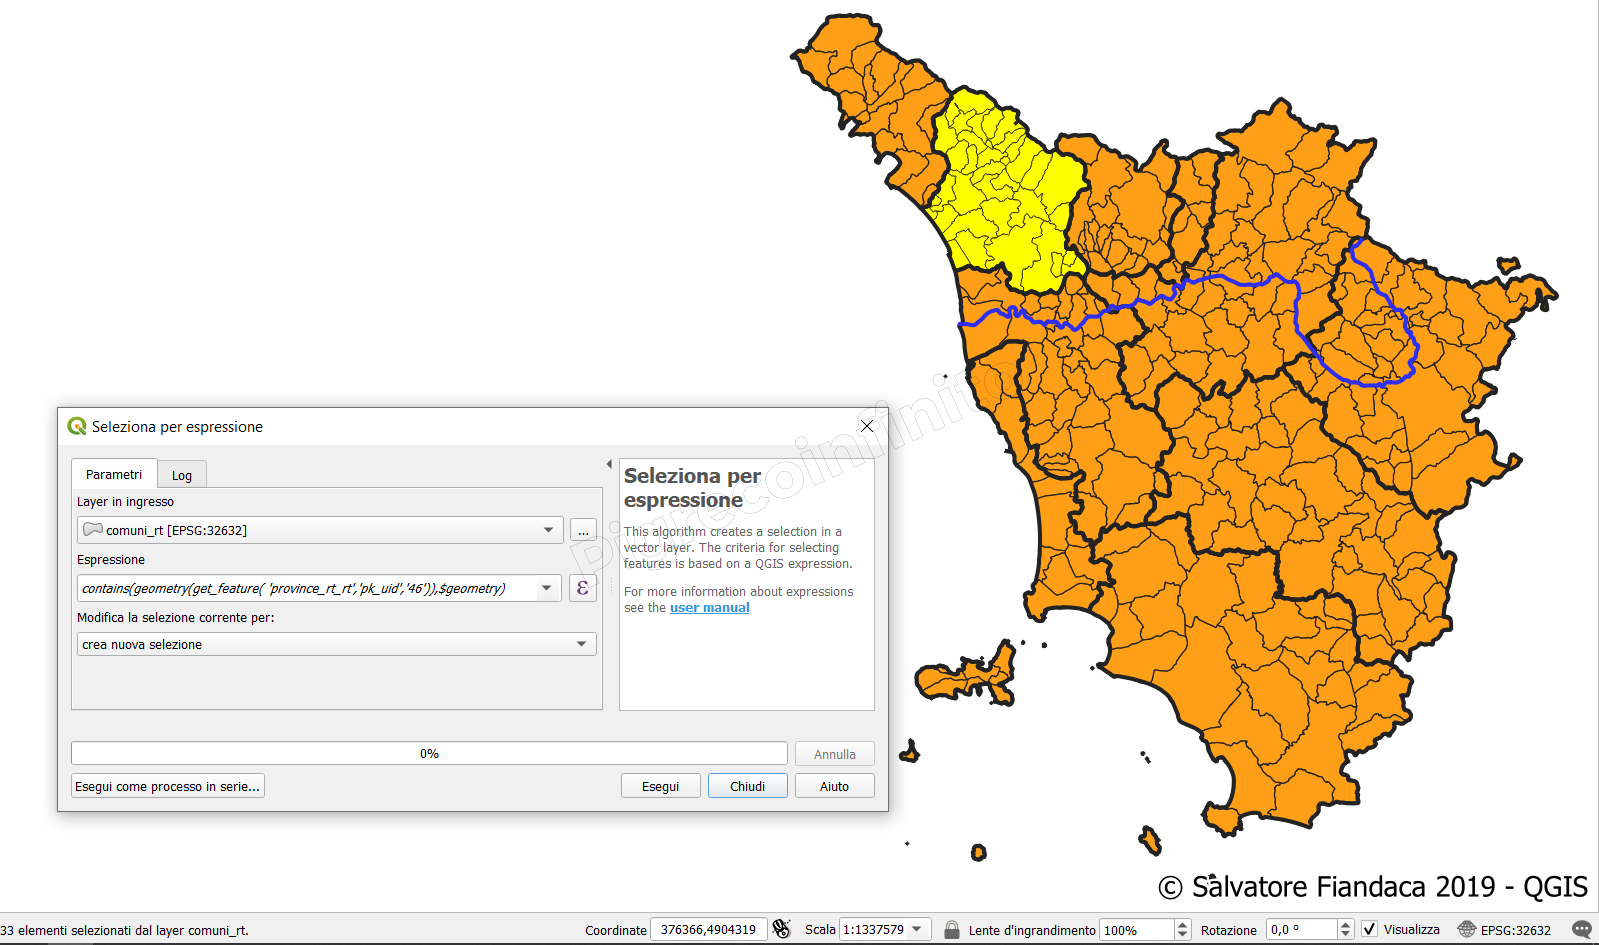 Seleziona per espressione
Parametri
Log
Layer in ingresso
comuni_rt [EPSG:32632]
...
Espressione
contains(geometry(get_feature( 'province_rt_rt','pk_uid','46')),$geometry)
ε
Modifica la selezione corrente per:
crea nuova selezione
Seleziona per
espressione
This algorithm creates a selection in a
vector layer. The criteria for selecting
features is based on a QGIS expression.
For more information about expressions
see the user manual
0%
Annulla
Esegui come processo in serie...
Esegui
Chiudi
Aiuto
Pigrecoinfinito
© Salvatore Fiandaca 2019 - QGIS
33 elementi selezionati dal layer comuni_rt.
Coordinate
376366,4904319
Scala
1:1337579
Lente d'ingrandimento
100%
Rotazione
0,0 °
Visualizza
EPSG:32632